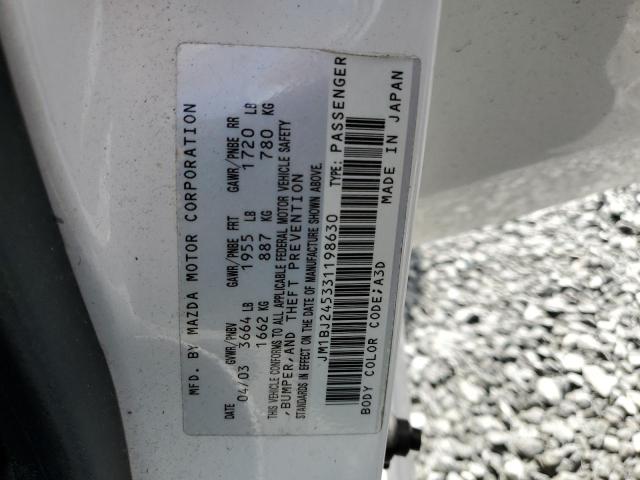 MFD. BY MAZDA MOTOR CORPORATION
DATE GVWR/PNBV GAWR/PNBE FRT GAWR/PNBE RR
04/03 3664 LB 1955 LB 1720 LB
1662 KG 887 KG 780 KG
THIS VEHICLE CONFORMS TO ALL APPLICABLE FEDERAL MOTOR VEHICLE SAFETY
, BUMPER, AND THEFT PREVENTION
STANDARDS IN EFFECT ON THE DATE OF MANUFACTURE SHOWN ABOVE.
JM1BJ245331198630 TYPE: PASSENGER
BODY COLOR CODE;A3D MADE IN JAPAN